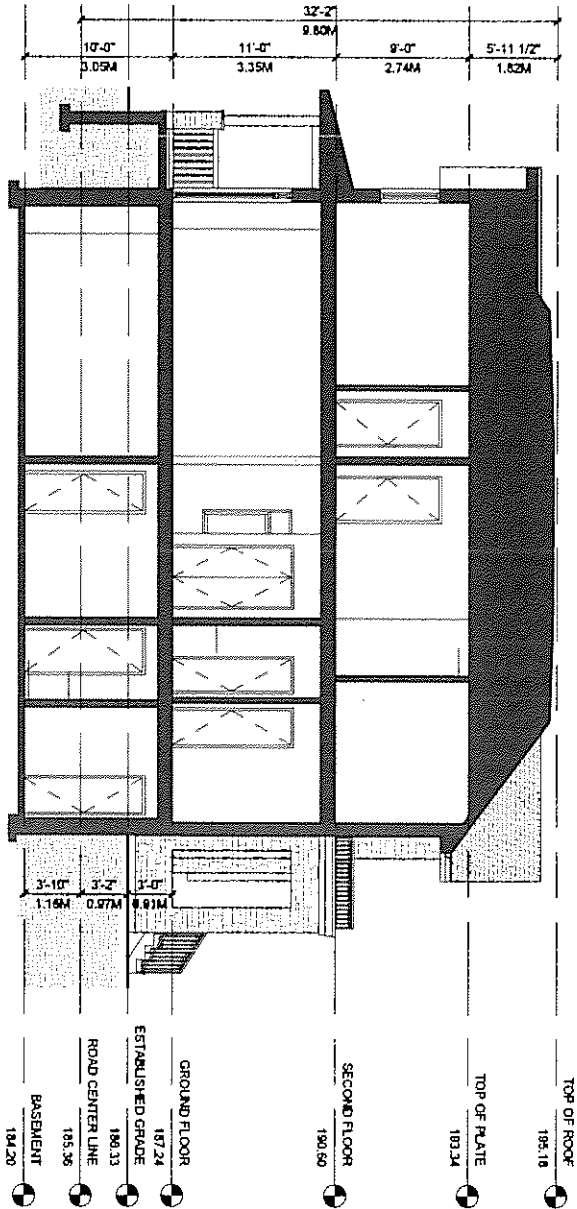 32'-2"
9.80M
10'-0"
3.05M
11'-0"
3.35M
9'-0"
2.74M
5'-11 1/2"
1.82M
3'-10"
1.16M
3'-2"
0.97M
3'-0"
0.91M
TOP OF ROOF
195.16
TOP OF PLATE
193.34
SECOND FLOOR
190.60
GROUND FLOOR
187.24
ESTABLISHED GRADE
186.33
ROAD CENTER LINE
185.36
BASEMENT
184.20